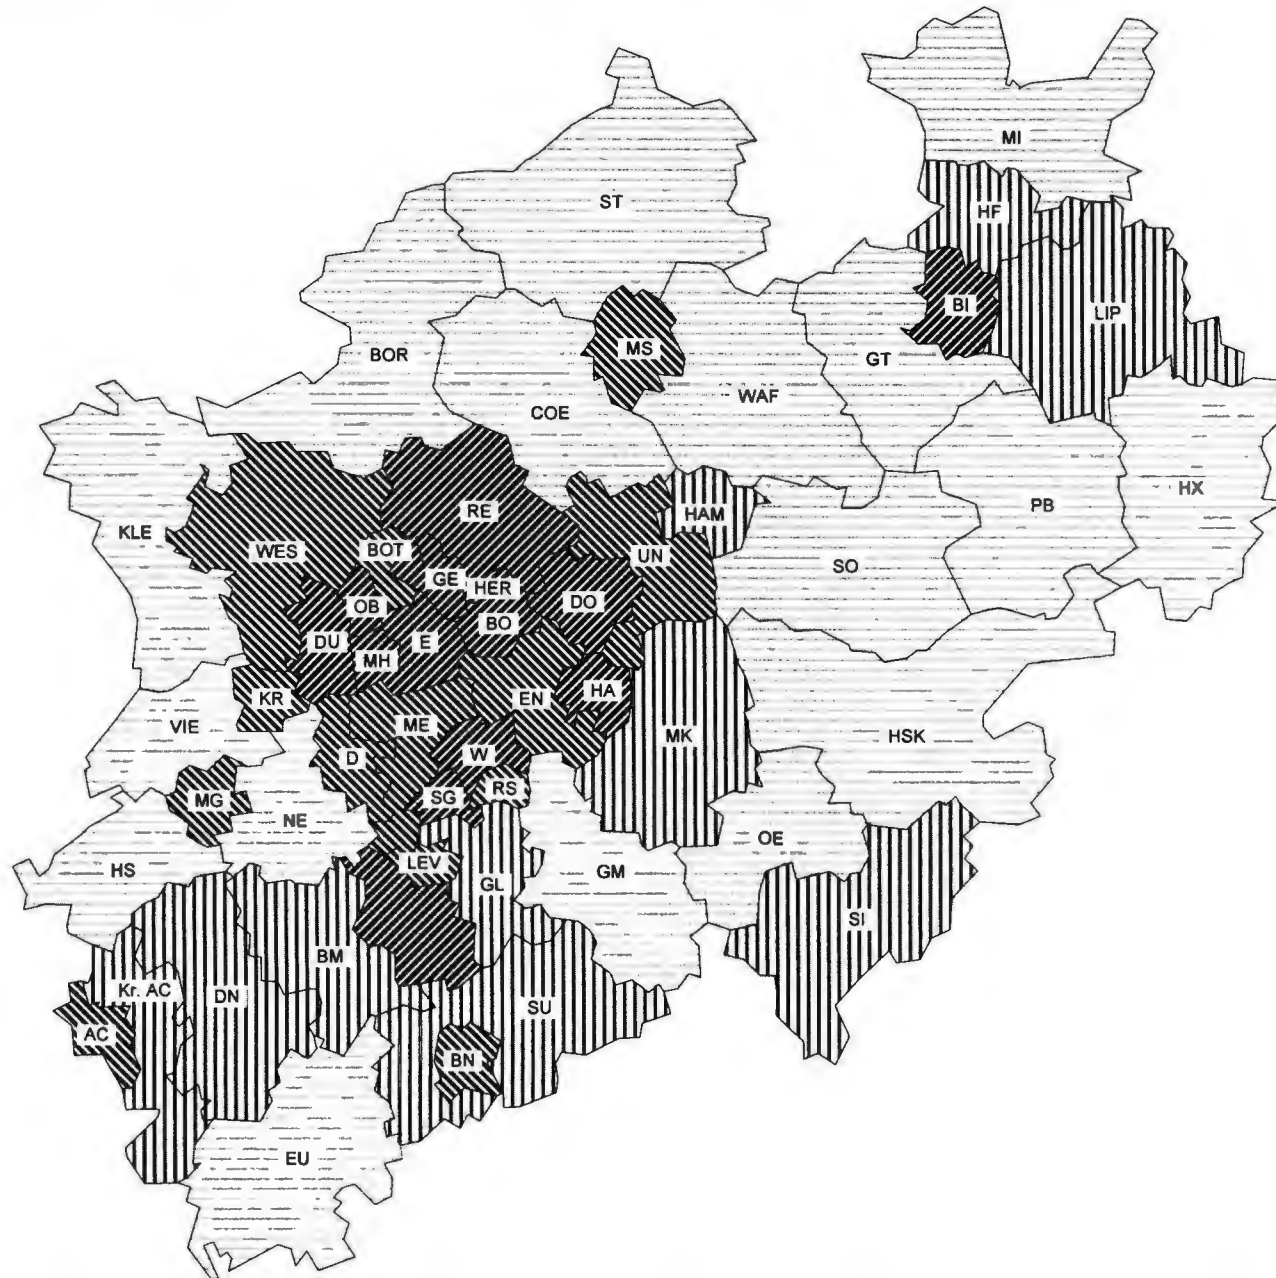 MI
ST
HF
BI
LIP
MS
BOR
GT
COE
WAF
HX
RE
PB
HAM
KLE
WES
BOT
UN
SO
GE
HER
OB
DO
DU
E
BO
MH
KR
EN
HA
VIE
ME
MK
HSK
D
W
RS
MG
SG
NE
OE
HS
LEV
GM
GL
SI
BM
Kr. AC
DN
SU
AC
BN
EU